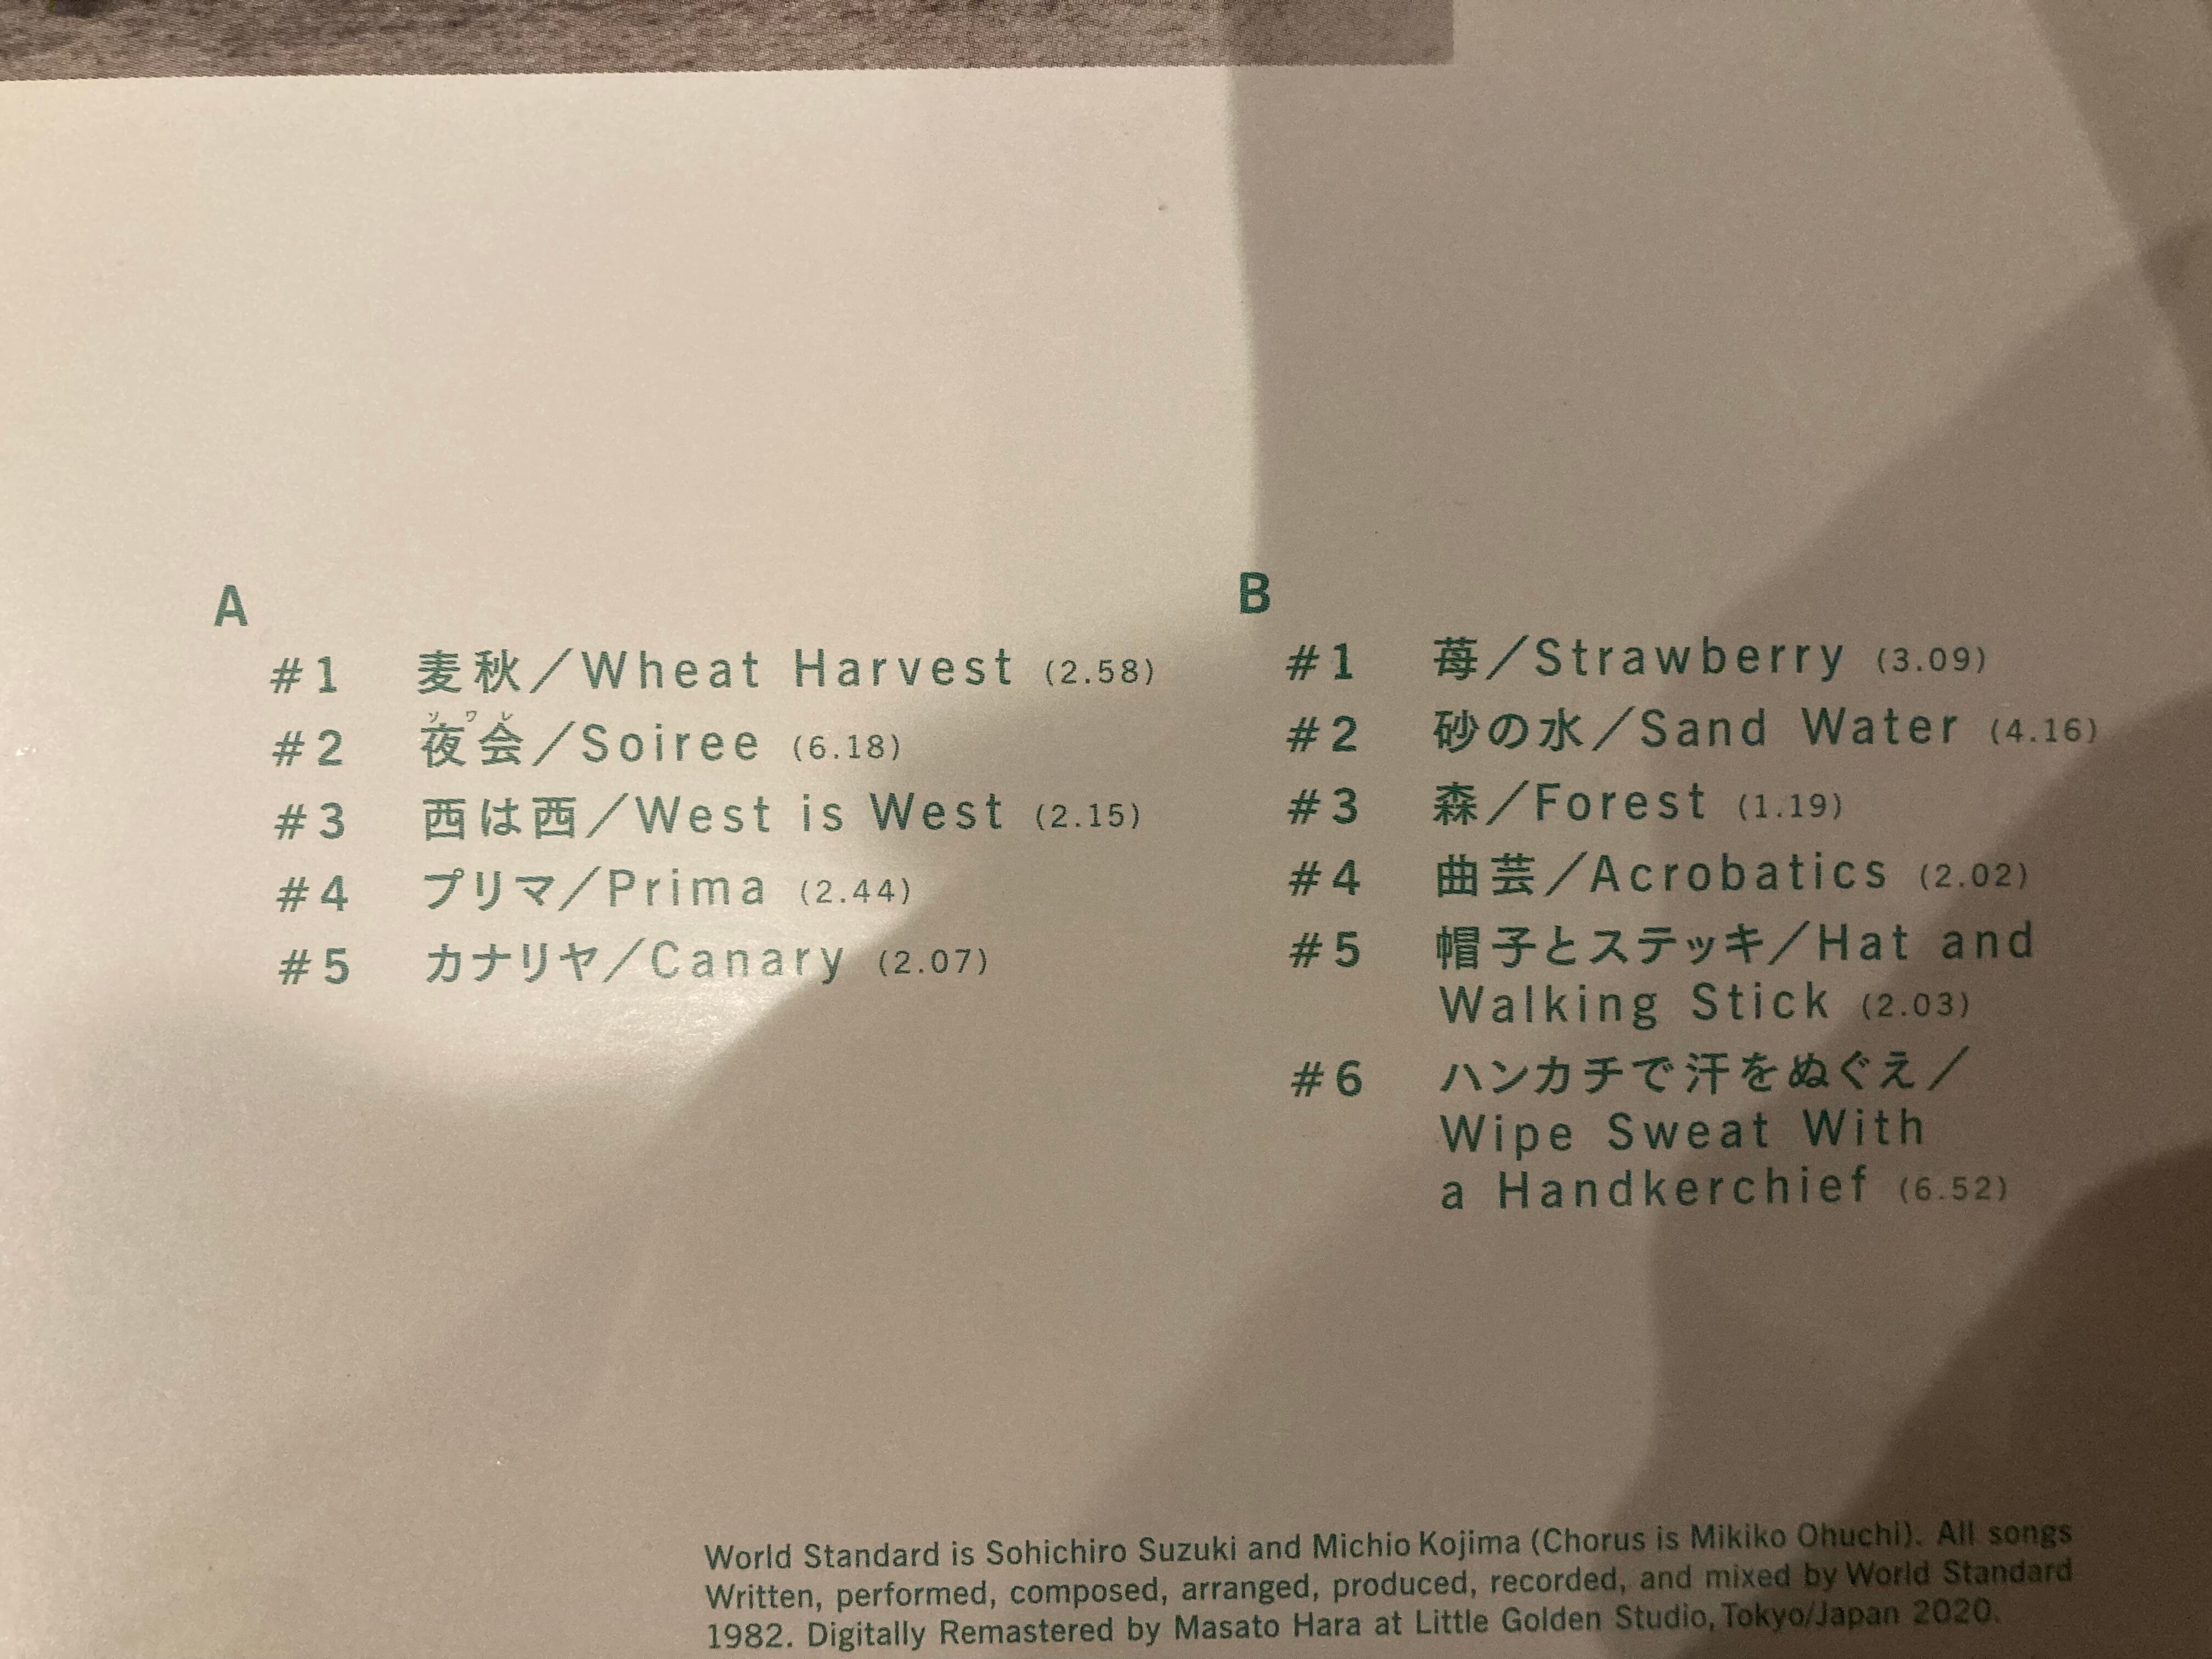 A
#1 麦秋／Wheat Harvest (2.58)
ソワレ
#2 夜会／Soiree (6.18)
#3 西は西／West is West (2.15)
#4 プリマ／Prima (2.44)
#5 カナリヤ／Canary (2.07)
B
#1 苺／Strawberry (3.09)
#2 砂の水／Sand Water (4.16)
#3 森／Forest (1.19)
#4 曲芸／Acrobatics (2.02)
#5 帽子とステッキ／Hat and
Walking Stick (2.03)
#6 ハンカチで汗をぬぐえ／
Wipe Sweat With
a Handkerchief (6.52)
World Standard is Sohichiro Suzuki and Michio Kojima (Chorus is Mikiko Ohuchi). All songs
Written, performed, composed, arranged, produced, recorded, and mixed by World Standard
1982. Digitally Remastered by Masato Hara at Little Golden Studio, Tokyo/Japan 2020.